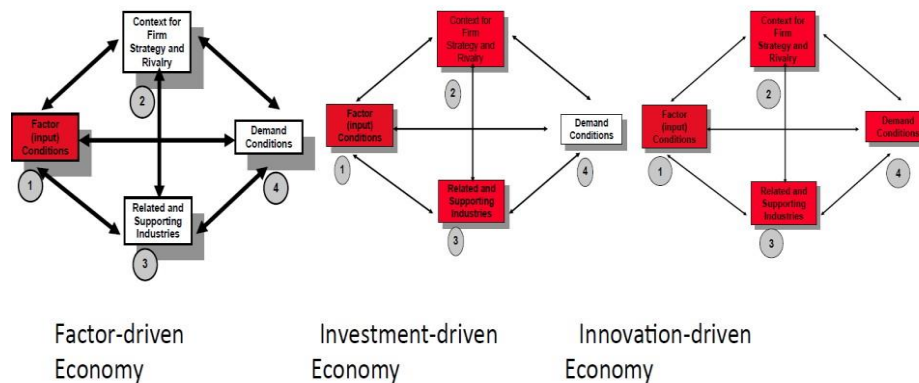 Context for
Firm
Strategy and
Rivalry
2
Factor
(input)
Conditions
1
Demand
Conditions
4
Related and
Supporting
Industries
3
Context for
Firm
Strategy and
Rivalry
2
Factor
(input)
Conditions
1
Demand
Conditions
4
Related and
Supporting
Industries
3
Context for
Firm
Strategy and
Rivalry
2
Factor
(input)
Conditions
1
Demand
Conditions
4
Related and
Supporting
Industries
3
Factor-driven
Economy
Investment-driven
Economy
Innovation-driven
Economy